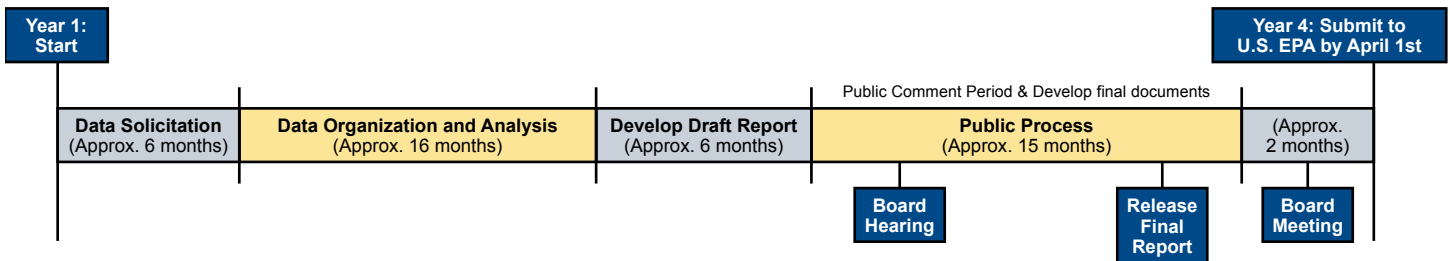 Year 1:
Start
Year 4: Submit to
U.S. EPA by April 1st
Public Comment Period & Develop final documents
Data Solicitation
(Approx. 6 months)
Data Organization and Analysis
(Approx. 16 months)
Develop Draft Report
(Approx. 6 months)
Public Process
(Approx. 15 months)
(Approx.
2 months)
Board
Hearing
Release
Final
Report
Board
Meeting